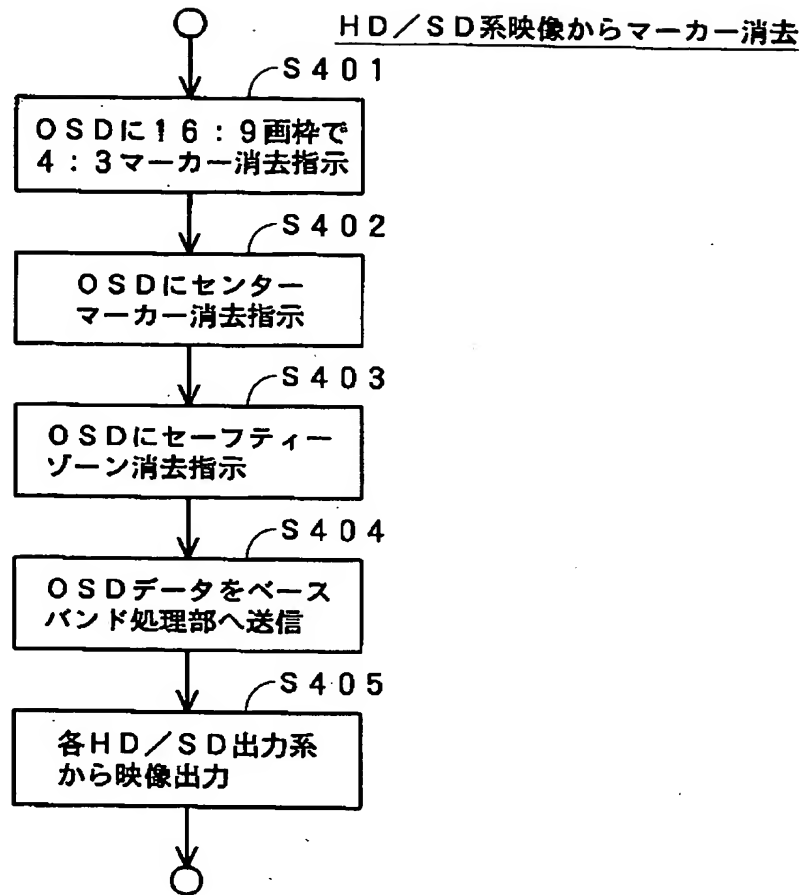 HD／SD系映像からマーカー消去
S401
OSDに16：9画枠で
4：3マーカー消去指示
S402
OSDにセンター
マーカー消去指示
S403
OSDにセーフティー
ゾーン消去指示
S404
OSDデータをベース
バンド処理部へ送信
S405
各HD／SD出力系
から映像出力